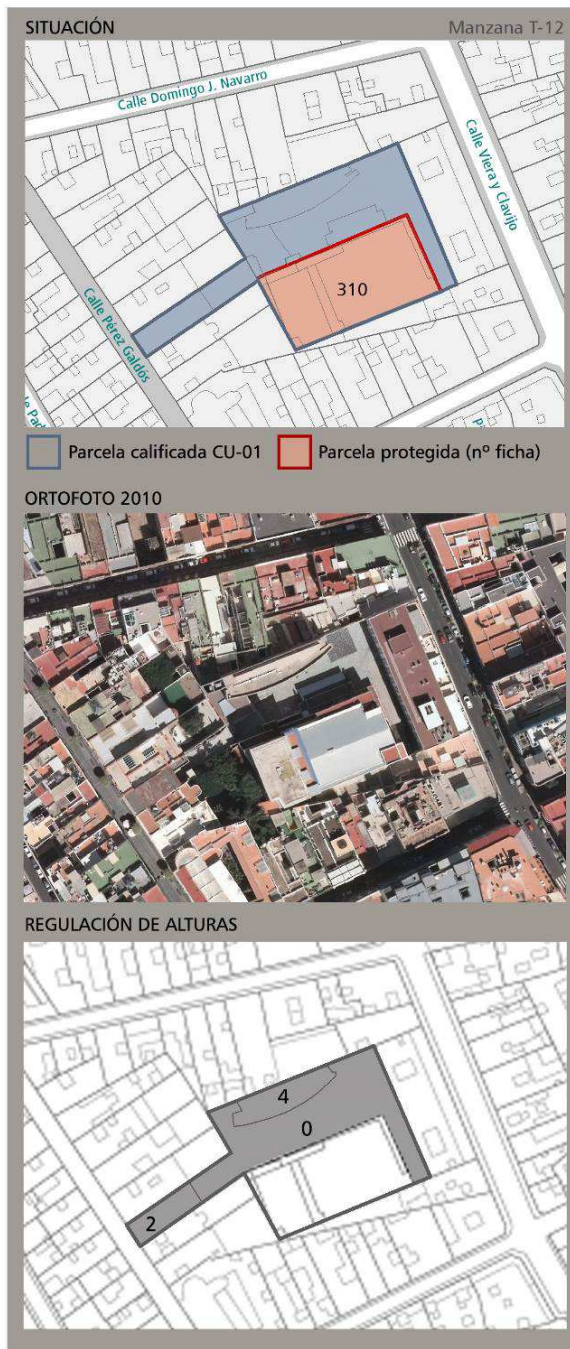 SITUACIÓN Manzana T-12
Calle Domingo J. Navarro
Calle Viera y Clavijo
310
Calle Pérez Galdos
Parcela calificada CU-01 Parcela protegida (nº ficha)
ORTOFOTO 2010
REGULACIÓN DE ALTURAS
4
0
2